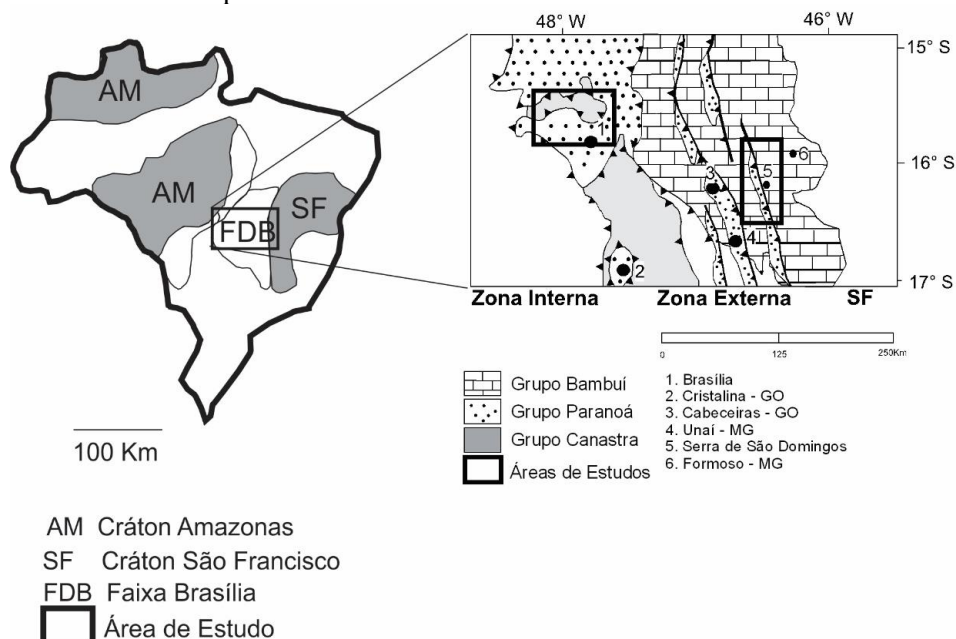 AM
AM
SF
FDB
100 Km
48° W
46° W
15° S
16° S
17° S
1
2
3
4
5
6
Zona Interna
Zona Externa
SF
0
125
250Km
Grupo Bambuí
Grupo Paranoá
Grupo Canastra
Áreas de Estudos
1. Brasília
2. Cristalina - GO
3. Cabeceiras - GO
4. Unaí - MG
5. Serra de São Domingos
6. Formoso - MG
AM Cráton Amazonas
SF Cráton São Francisco
FDB Faixa Brasília
Área de Estudo